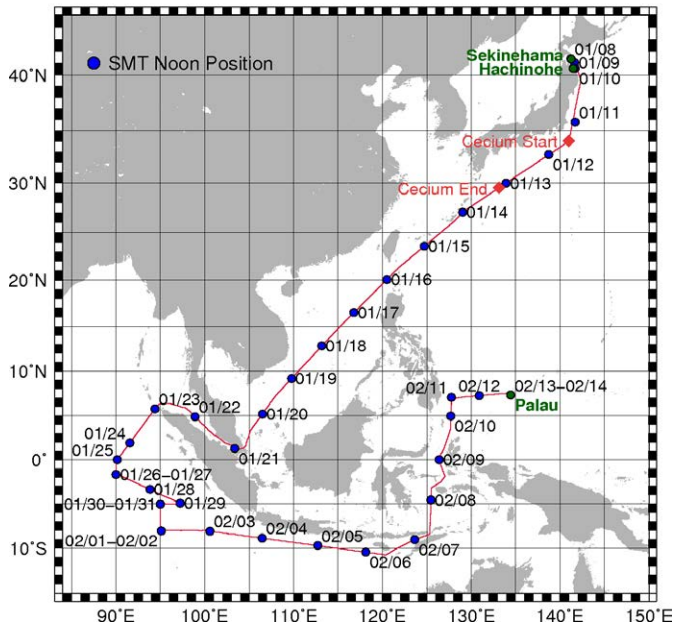 SMT Noon Position
Sekinehama
01/08
01/09
Hachinohe
01/10
40°N
01/11
Cecium Start
01/12
30°N
Cecium End
01/13
01/14
01/15
20°N
01/16
01/17
01/18
10°N
01/19
02/11
02/12
02/13–02/14
Palau
01/23
01/22
01/20
02/10
01/24
01/25
0°
01/21
02/09
01/26–01/27
01/28
01/30–01/31
01/29
02/08
02/01–02/02
02/03
02/04
02/05
02/06
02/07
10°S
90°E
100°E
110°E
120°E
130°E
140°E
150°E